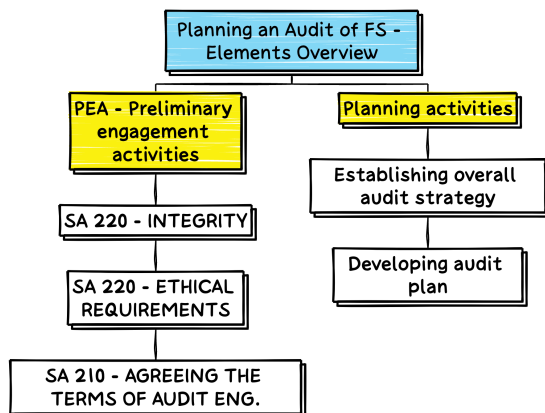 Planning an Audit of FS -
Elements Overview
PEA - Preliminary
engagement
activities
SA 220 - INTEGRITY
SA 220 - ETHICAL
REQUIREMENTS
SA 210 - AGREEING THE
TERMS OF AUDIT ENG.
Planning activities
Establishing overall
audit strategy
Developing audit
plan